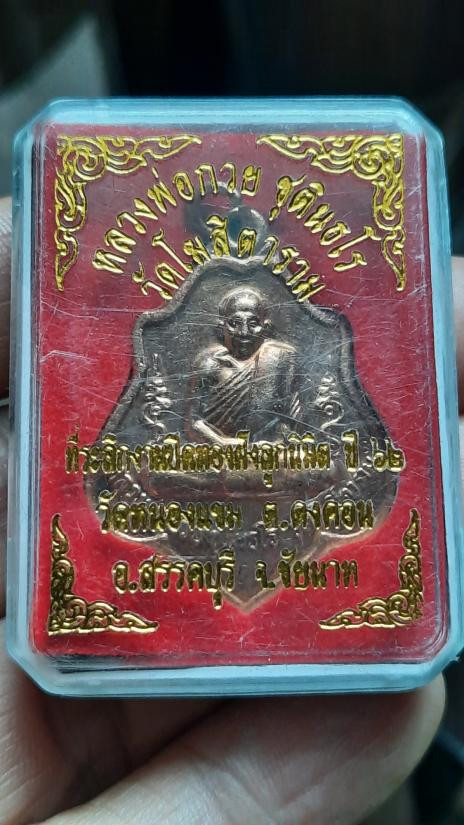 หลวงพ่อกวย ชุตินธโร
วัดโฆสิตาราม
ที่ระลึกงานปิดทองฝังลูกนิมิต ปี ๖๒
วัดหนองแขม ต.ดงคอน
อ.สรรคบุรี จ.ชัยนาท